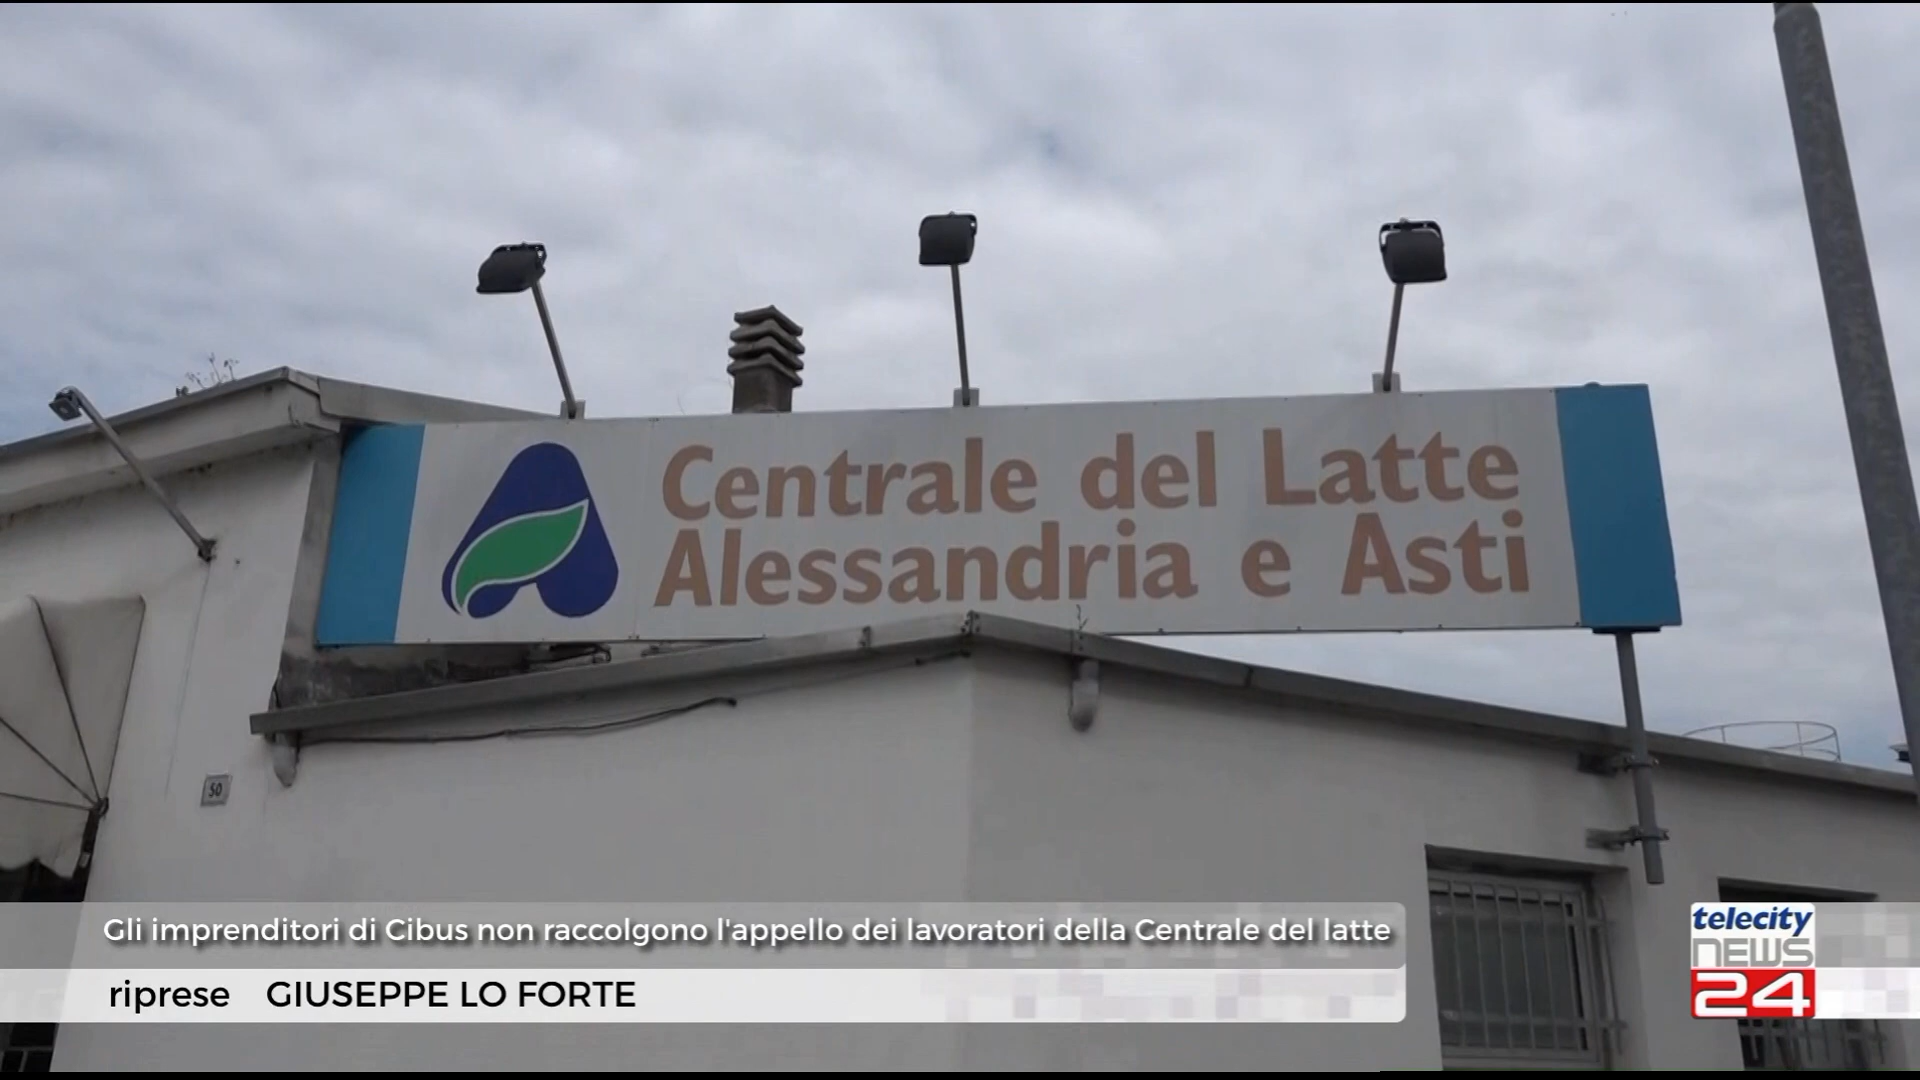 Centrale del Latte
Alessandria e Asti
50
Gli imprenditori di Cibus non raccolgono l'appello dei lavoratori della Centrale del latte
riprese GIUSEPPE LO FORTE
telecity
NEWS
24